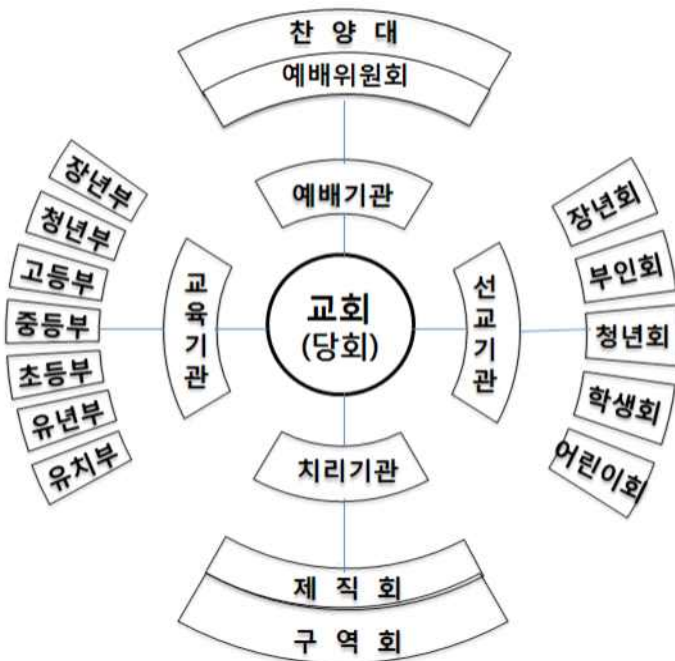 찬 양 대
예배위원회
예배기관
장년부
청년부
고등부
중등부
초등부
유년부
유치부
교육기관
교회
(당회)
선교기관
장년회
부인회
청년회
학생회
어린이회
치리기관
제 직 회
구 역 회